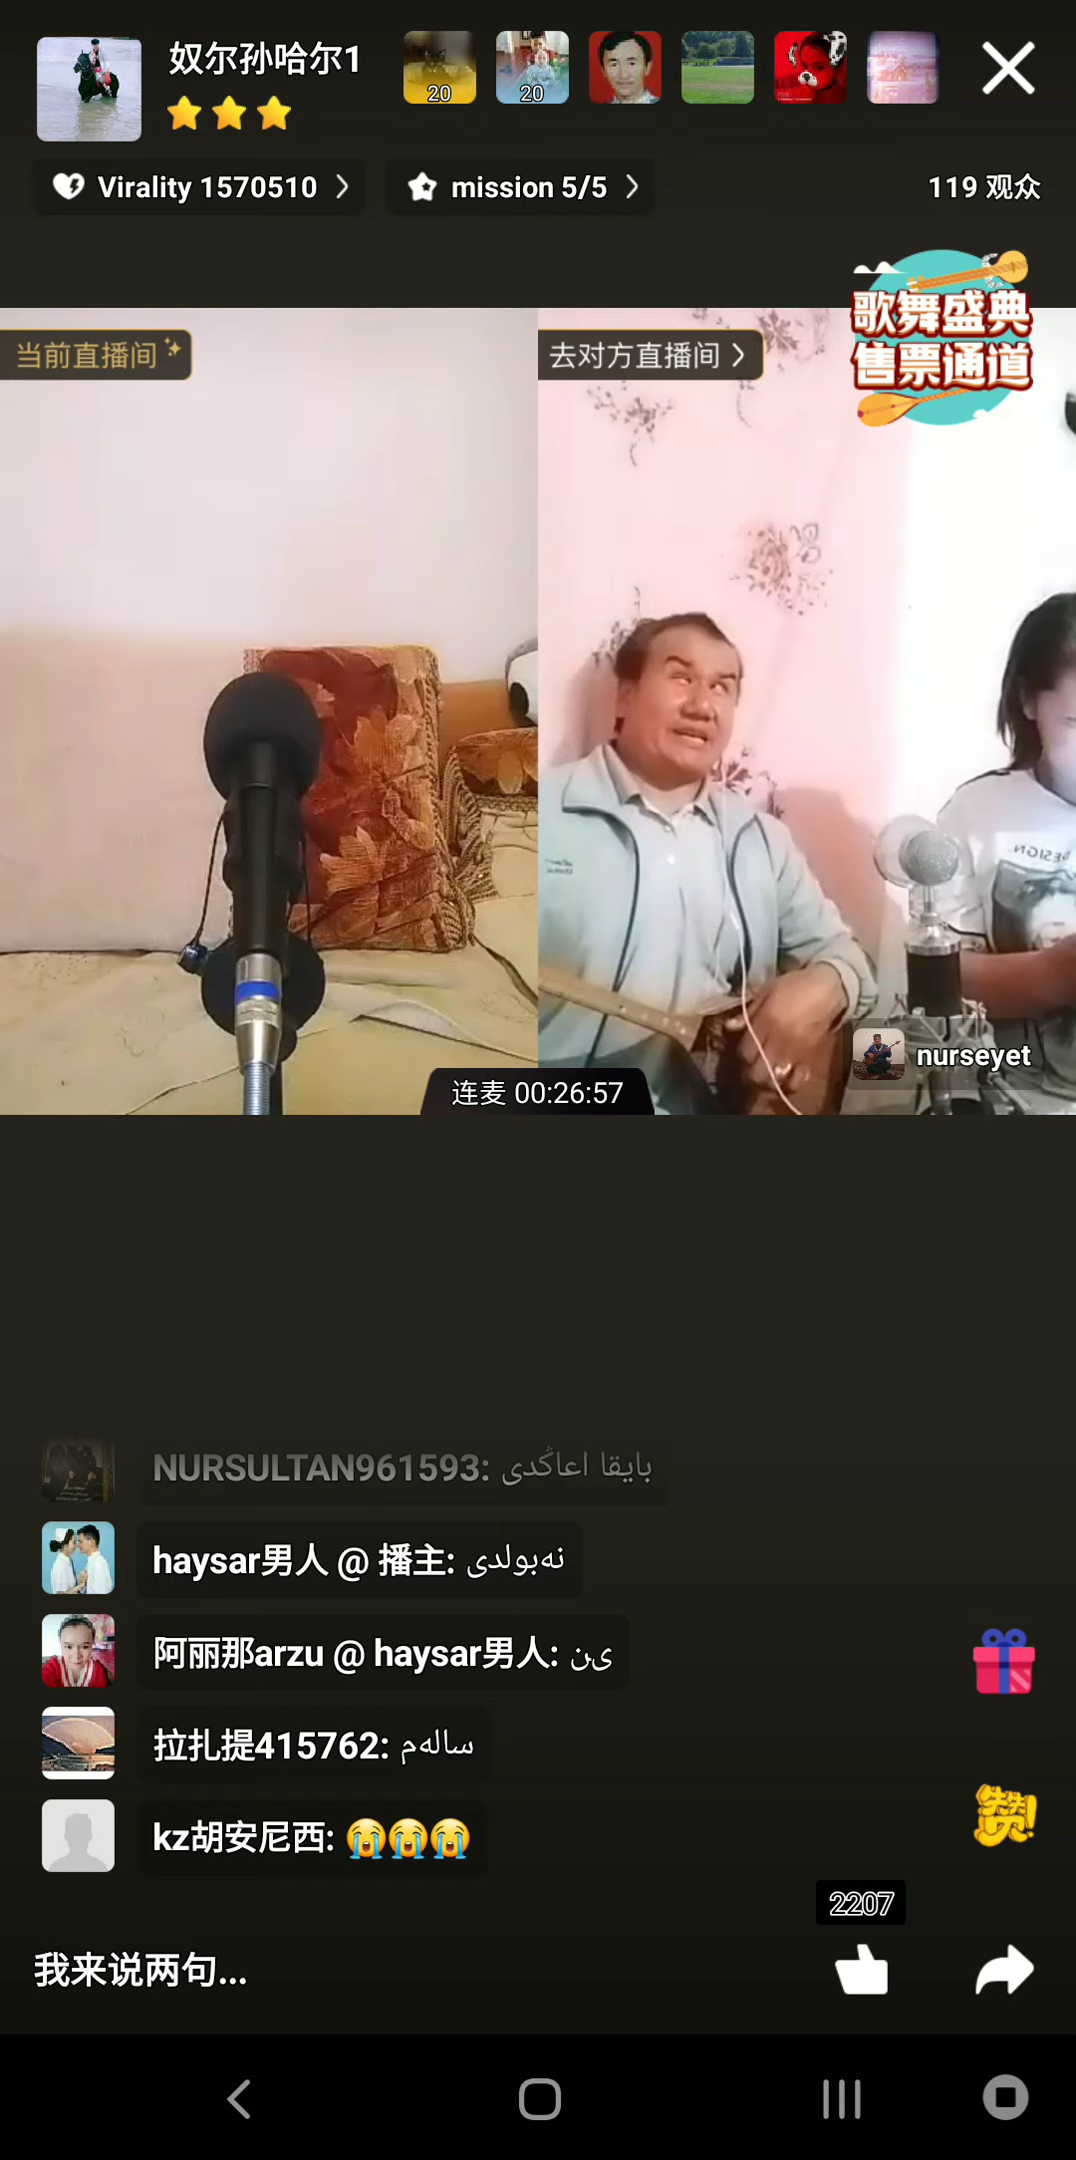 奴尔孙哈尔1
20
20
Virality 1570510
mission 5/5
119 观众
歌舞盛典
售票通道
当前直播间
去对方直播间
DESIGN.
nurseyet
连麦 00:26:57
NURSULTAN961593: بايقا اعاڭدى
haysar男人 @ 播主: نەبولدى
阿丽那arzu @ haysar男人: ىن
拉扎提415762: سالەم
kz胡安尼西: 😭😭😭
2207
赞!
我来说两句...